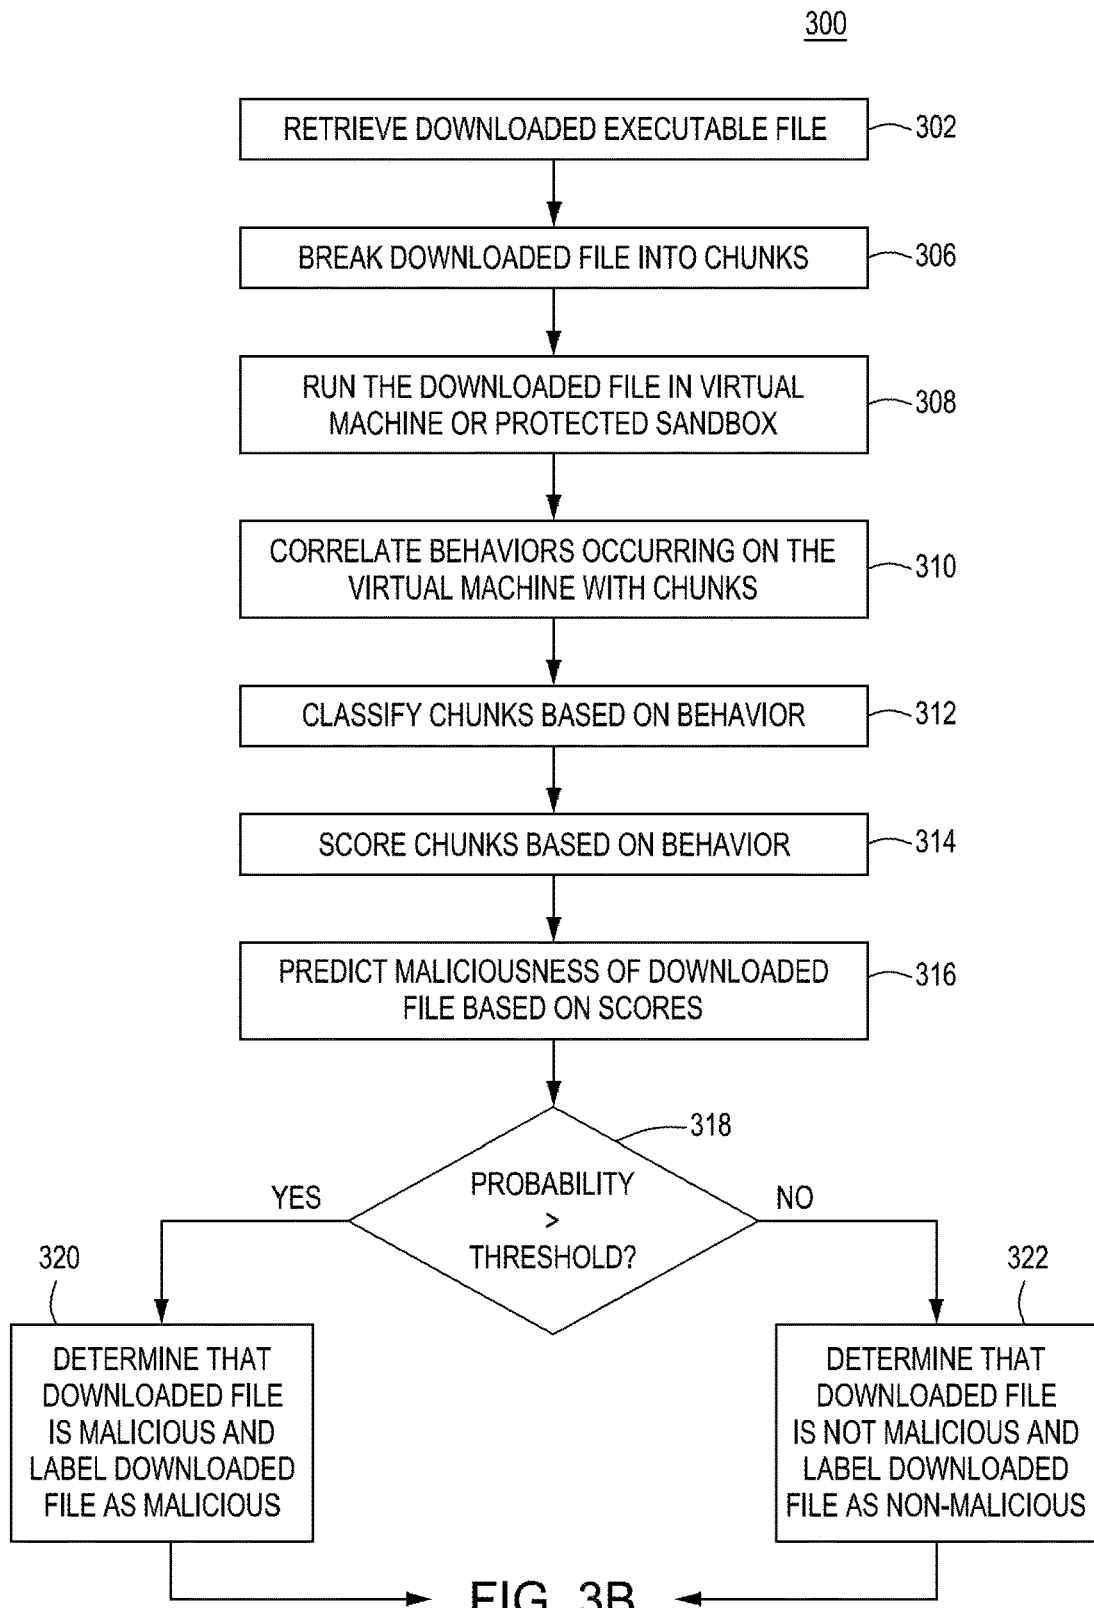 300
RETRIEVE DOWNLOADED EXECUTABLE FILE
302
BREAK DOWNLOADED FILE INTO CHUNKS
306
RUN THE DOWNLOADED FILE IN VIRTUAL
MACHINE OR PROTECTED SANDBOX
308
CORRELATE BEHAVIORS OCCURRING ON THE
VIRTUAL MACHINE WITH CHUNKS
310
CLASSIFY CHUNKS BASED ON BEHAVIOR
312
SCORE CHUNKS BASED ON BEHAVIOR
314
PREDICT MALICIOUSNESS OF DOWNLOADED
FILE BASED ON SCORES
316
318
PROBABILITY
>
THRESHOLD?
YES
NO
320
DETERMINE THAT
DOWNLOADED FILE
IS MALICIOUS AND
LABEL DOWNLOADED
FILE AS MALICIOUS
322
DETERMINE THAT
DOWNLOADED FILE
IS NOT MALICIOUS AND
LABEL DOWNLOADED
FILE AS NON-MALICIOUS
FIG. 3B